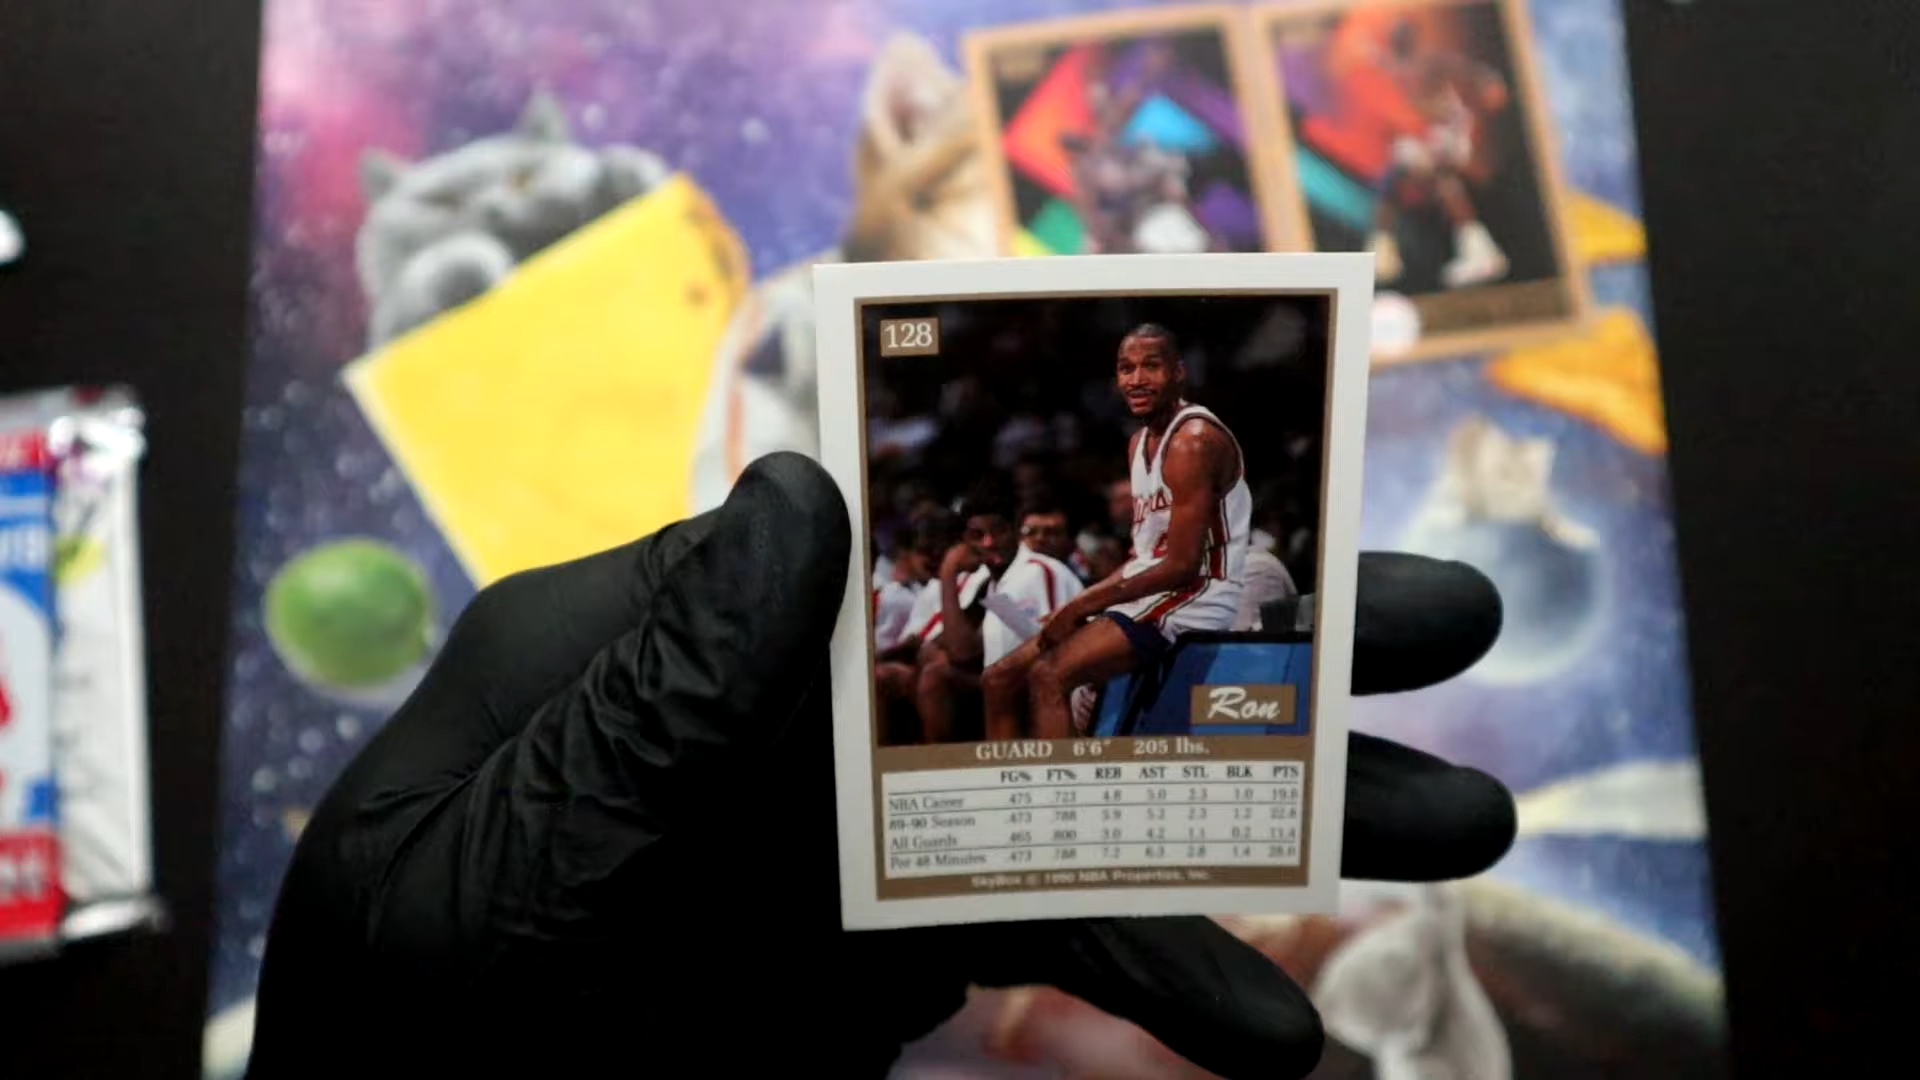 128
Ron
GUARD 6'6" 205 lbs.
FG% FT% REB AST STL BLK PTS
NBA Career .475 .723 4.8 5.0 2.3 1.0 19.8
89-90 Season .473 .788 5.9 5.2 2.3 1.2 22.8
All Guards .465 .800 3.0 4.2 1.1 0.2 11.4
Per 48 Minutes .473 .788 7.2 6.3 2.8 1.4 28.0
SkyBox © 1990 NBA Properties, Inc.